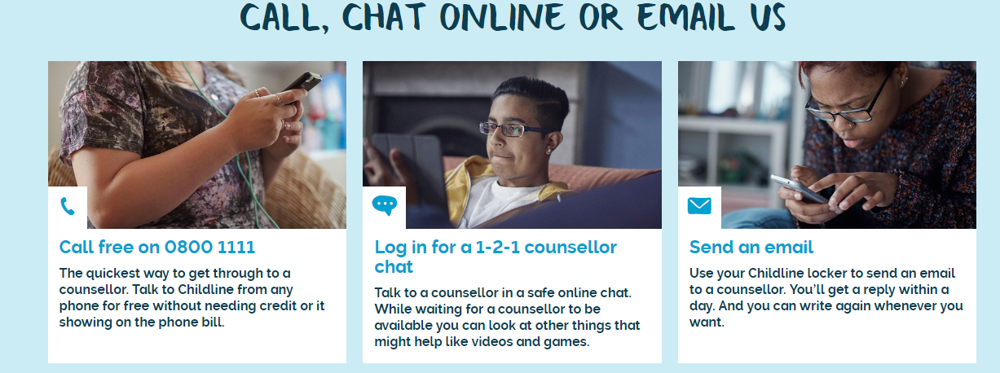 CALL, CHAT ONLINE OR EMAIL US
Call free on 0800 1111
The quickest way to get through to a
counsellor. Talk to Childline from any
phone for free without needing credit or it
showing on the phone bill.
Log in for a 1-2-1 counsellor
chat
Talk to a counsellor in a safe online chat.
While waiting for a counsellor to be
available you can look at other things that
might help like videos and games.
Send an email
Use your Childline locker to send an email
to a counsellor. You’ll get a reply within a
day. And you can write again whenever you
want.